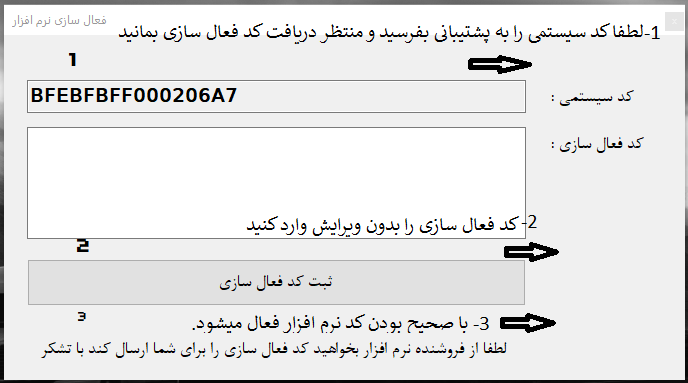 فعال سازی نرم افزار
1-لطفا کد سیستمی را به پشتیبانی بفرسید و منتظر دریافت کد فعال سازی بمانید
1
کد سیستمی :
BFEBFBFF000206A7
کد فعال سازی :
2- کد فعال سازی را بدون ویرایش وارد کنید
2
ثبت کد فعال سازی
3
3- با صحیح بودن کد نرم افزار فعال میشود.
لطفا از فروشنده نرم افزار بخواهید کد فعال سازی را برای شما ارسال کند با تشکر